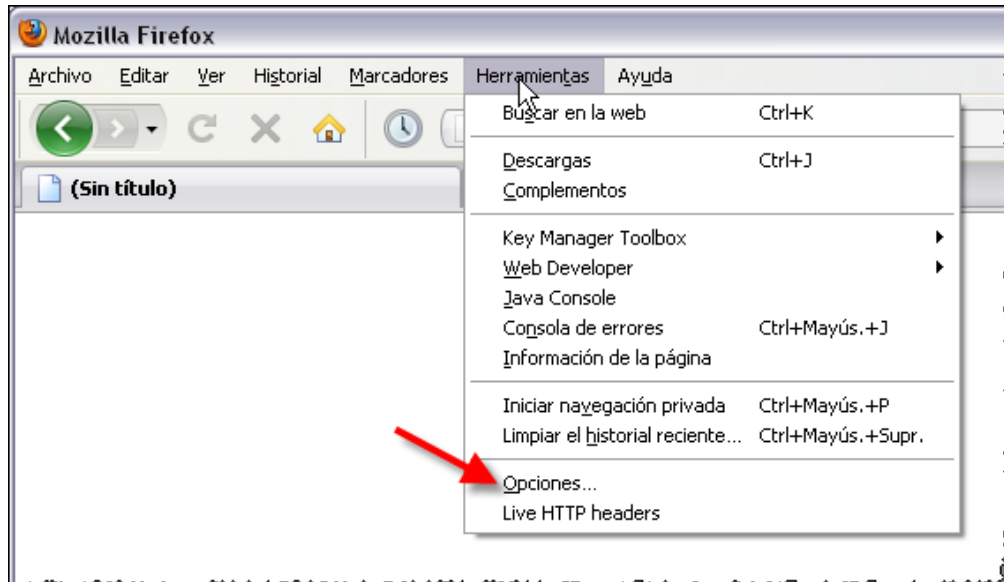 Mozilla Firefox
Archivo Editar Ver Historial Marcadores Herramientas Ayuda
Buscar en la web Ctrl+K
Descargas Ctrl+J
(Sin título)
Complementos
Key Manager Toolbox
Web Developer
Java Console
Consola de errores Ctrl+Mayús.+J
Información de la página
Iniciar navegación privada Ctrl+Mayús.+P
Limpiar el historial reciente... Ctrl+Mayús.+Supr.
Opciones...
Live HTTP headers